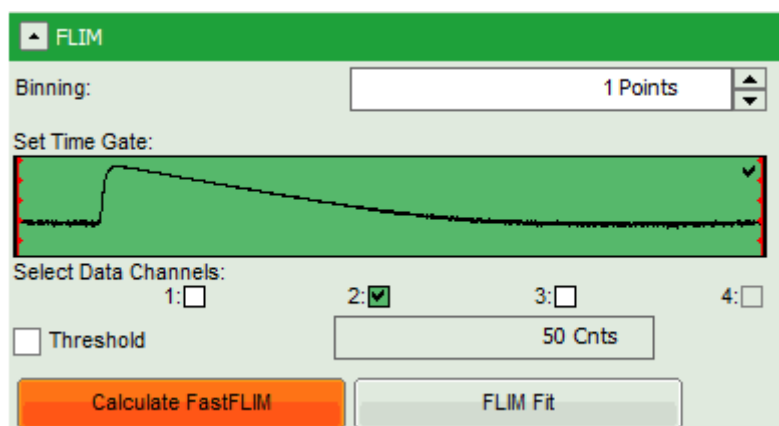 FLIM
Binning: 1 Points
Set Time Gate:
Select Data Channels:
1: 2: 3: 4:
Threshold 50 Cnts
Calculate FastFLIM FLIM Fit